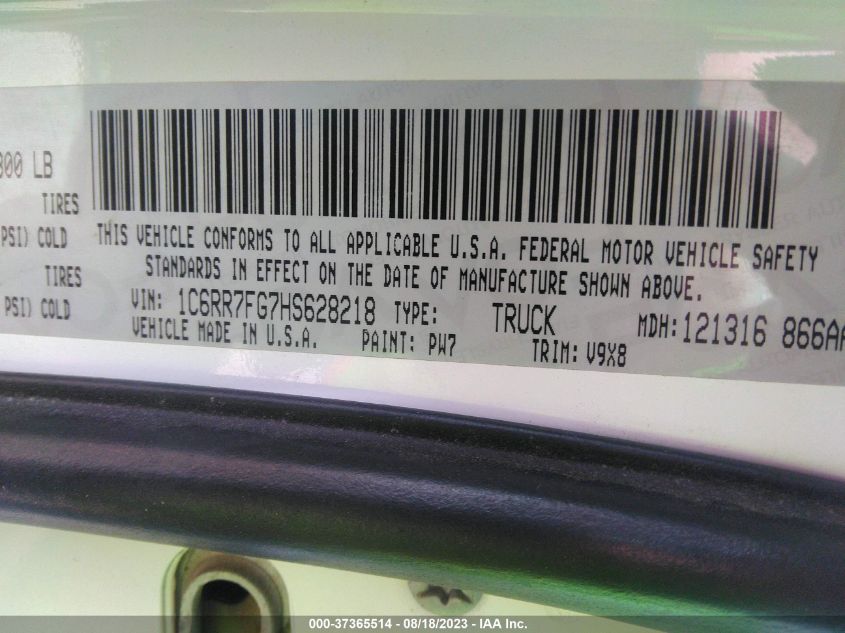 800 LB
TIRES
PSI) COLD
TIRES
PSI) COLD
THIS VEHICLE CONFORMS TO ALL APPLICABLE U.S.A. FEDERAL MOTOR VEHICLE SAFETY
STANDARDS IN EFFECT ON THE DATE OF MANUFACTURE SHOWN ABOVE.
VIN: 1C6RR7FG7HS628218 TYPE: TRUCK MDH:121316 866AA
VEHICLE MADE IN U.S.A. PAINT: PW7 TRIM: V9X8
000-37365514 - 08/18/2023 - IAA Inc.